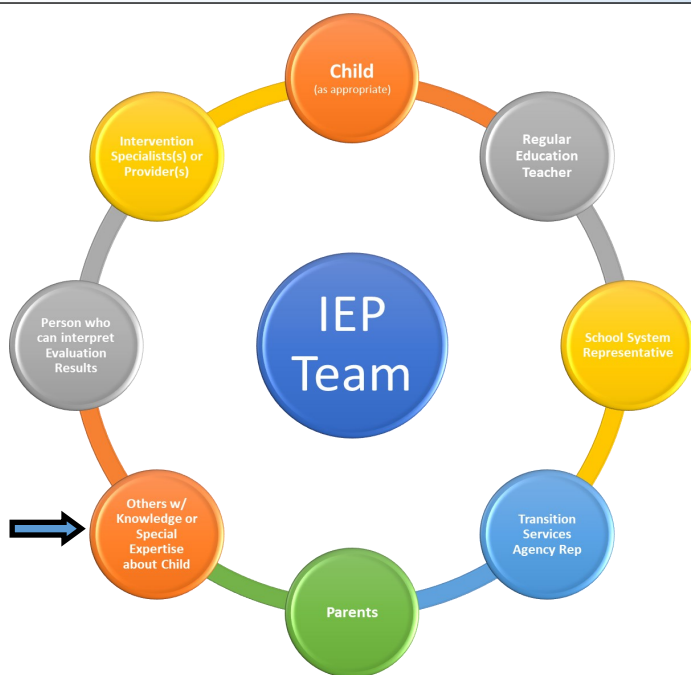 Child
(as appropriate)
Regular
Education
Teacher
School System
Representative
Transition
Services
Agency Rep
Parents
Others w/
Knowledge or
Special
Expertise
about Child
Person who
can interpret
Evaluation
Results
Intervention
Specialists(s) or
Provider(s)
IEP
Team